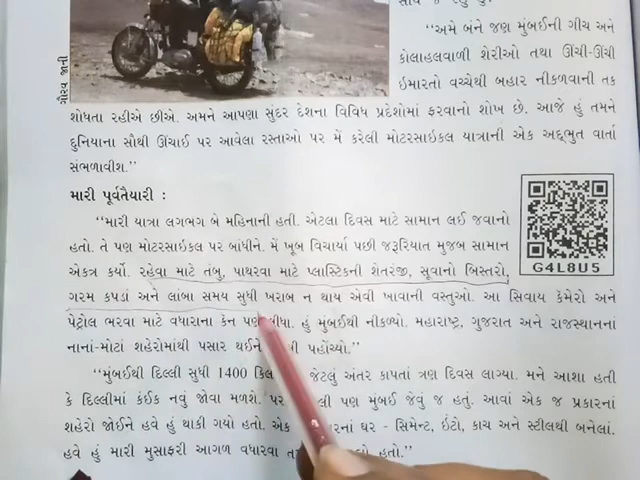 "અમે બંને જણ મુંબઈની ગીચ અને
કોલાહલવાળી શેરીઓ તથા ઊંચી-ઊંચી
ઇમારતો વચ્ચેથી બહાર નીકળવાની તક
ગૌરવ જાની
શોધતા રહીએ છીએ. અમને આપણા સુંદર દેશના વિવિધ પ્રદેશોમાં ફરવાનો શોખ છે. આજે હું તમને
દુનિયાના સૌથી ઊંચાઈ પર આવેલા રસ્તાઓ પર મેં કરેલી મોટરસાઇકલ યાત્રાની એક અદ્ભુત વાર્તા
સંભળાવીશ."
મારી પૂર્વતૈયારી :
"મારી યાત્રા લગભગ બે મહિનાની હતી. એટલા દિવસ માટે સામાન લઈ જવાનો
હતો. તે પણ મોટરસાઇકલ પર બાંધીને. મેં ખૂબ વિચાર્યા પછી જરૂરિયાત મુજબ સામાન
એકત્ર કર્યો. રહેવા માટે તંબુ, પાથરવા માટે પ્લાસ્ટિકની શેતરંજી, સૂવાનો બિસ્તરો,
G4L8U5
ગરમ કપડાં અને લાંબા સમય સુધી ખરાબ ન થાય એવી ખાવાની વસ્તુઓ. આ સિવાય કેમેરો અને
પેટ્રોલ ભરવા માટે વધારાના કેન પણ લીધા. હું મુંબઈથી નીકળ્યો. મહારાષ્ટ્ર, ગુજરાત અને રાજસ્થાનનાં
નાનાં-મોટાં શહેરોમાંથી પસાર થઈને પહોંચ્યો."
"મુંબઈથી દિલ્લી સુધી 1400 જેટલું અંતર કાપતાં ત્રણ દિવસ લાગ્યા. મને આશા હતી
કે દિલ્લીમાં કંઈક નવું જોવા મળશે. પણ મુંબઈ જેવું જ હતું. આવાં એક જ પ્રકારનાં
શહેરો જોઈને હવે હું થાકી ગયો હતો. એક ઘર - સિમેન્ટ, ઈંટો, કાચ અને સ્ટીલથી બનેલાં.
હવે હું મારી મુસાફરી આગળ વધારવા હતો."